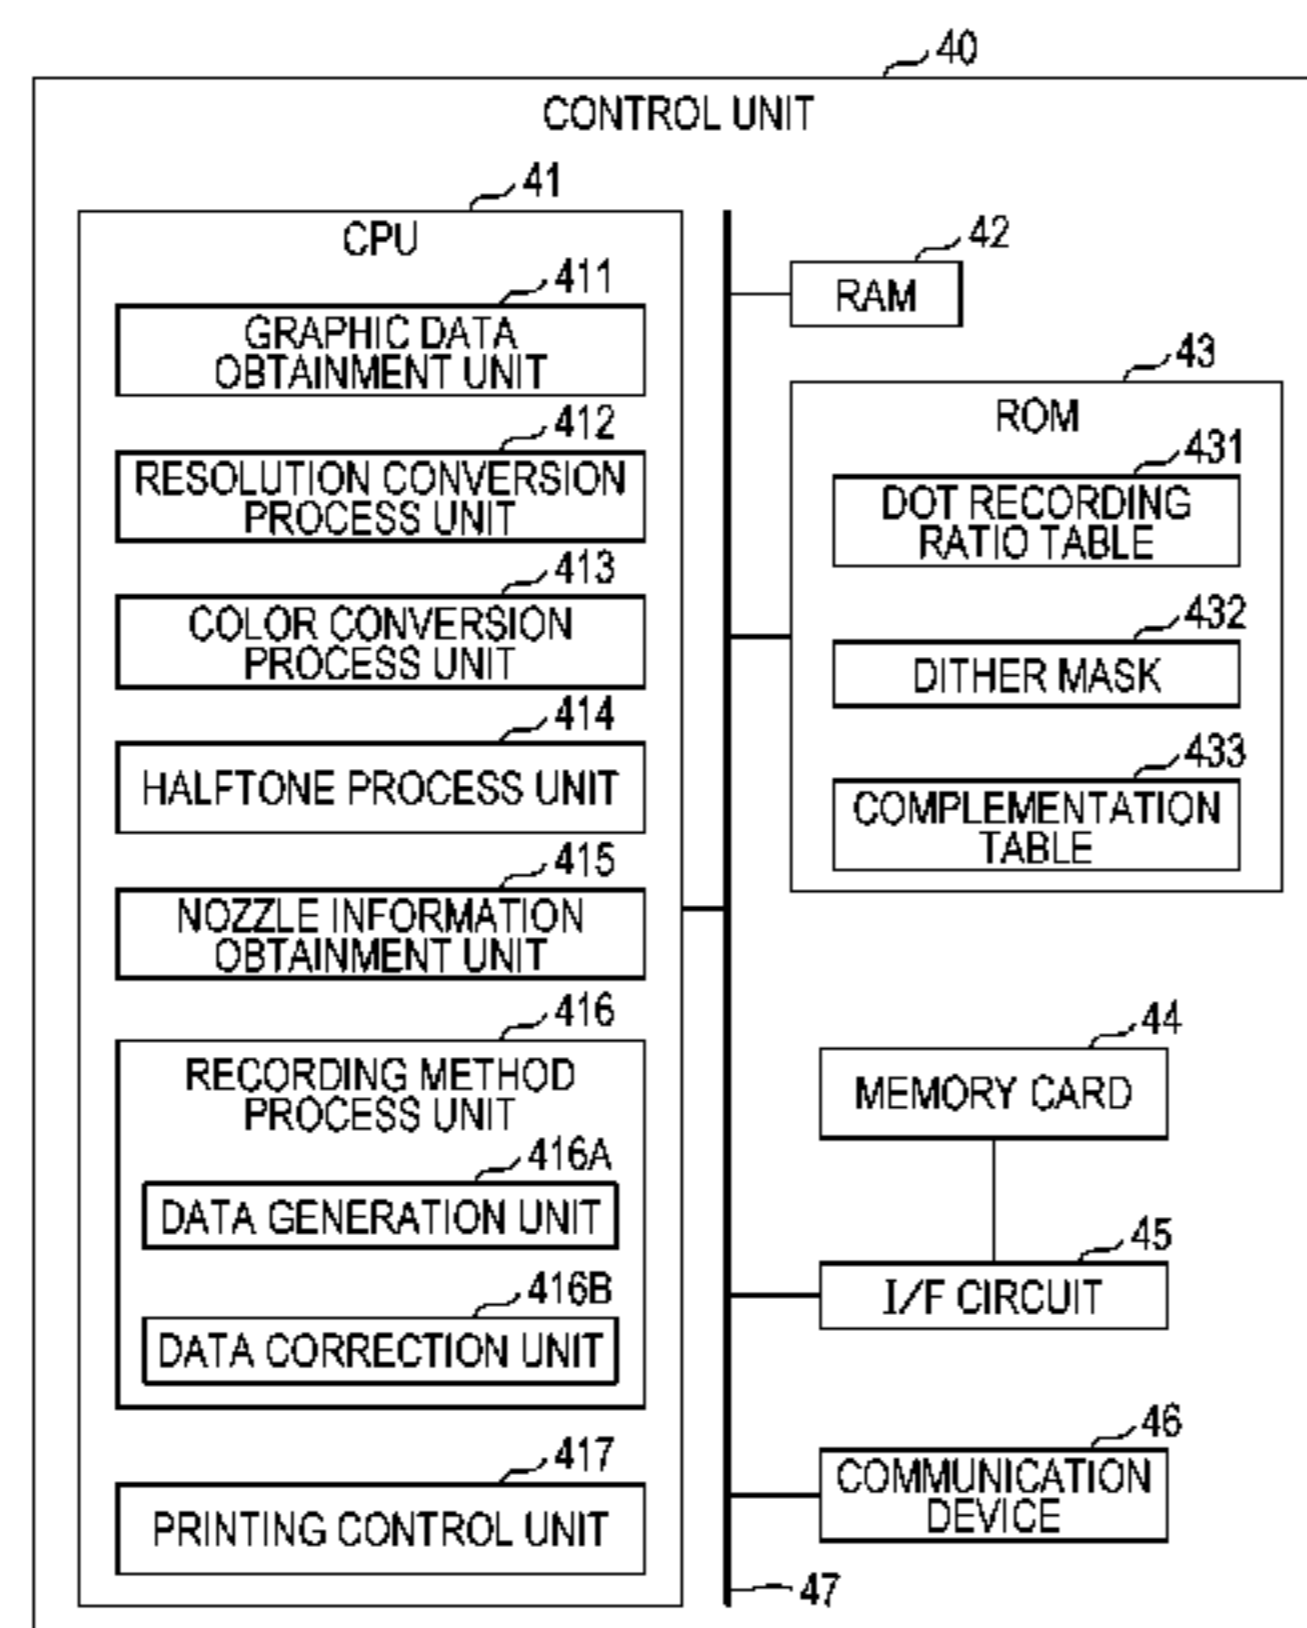 40
CONTROL UNIT
41
CPU
411
GRAPHIC DATA
OBTAINMENT UNIT
412
RESOLUTION CONVERSION
PROCESS UNIT
413
COLOR CONVERSION
PROCESS UNIT
414
HALFTONE PROCESS UNIT
415
NOZZLE INFORMATION
OBTAINMENT UNIT
416
RECORDING METHOD
PROCESS UNIT
416A
DATA GENERATION UNIT
416B
DATA CORRECTION UNIT
417
PRINTING CONTROL UNIT
42
RAM
43
ROM
431
DOT RECORDING
RATIO TABLE
432
DITHER MASK
433
COMPLEMENTATION
TABLE
44
MEMORY CARD
45
I/F CIRCUIT
46
COMMUNICATION
DEVICE
47